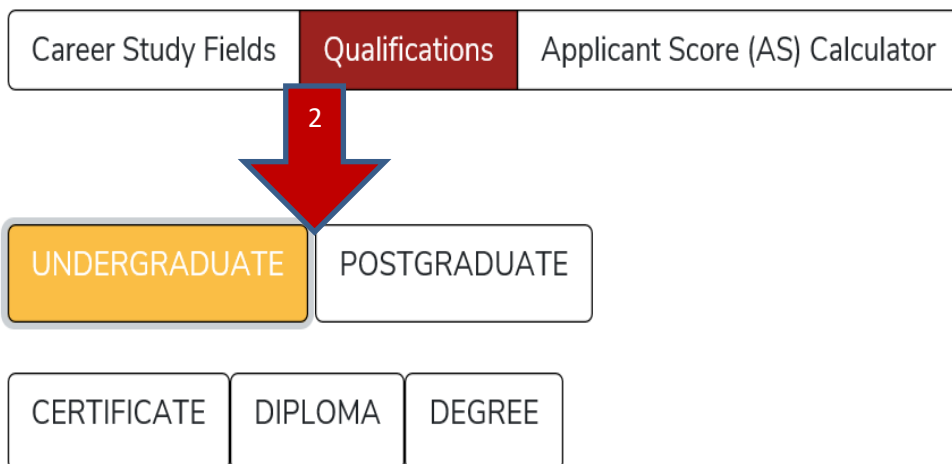 Career Study Fields Qualifications Applicant Score (AS) Calculator
2
UNDERGRADUATE POSTGRADUATE
CERTIFICATE DIPLOMA DEGREE